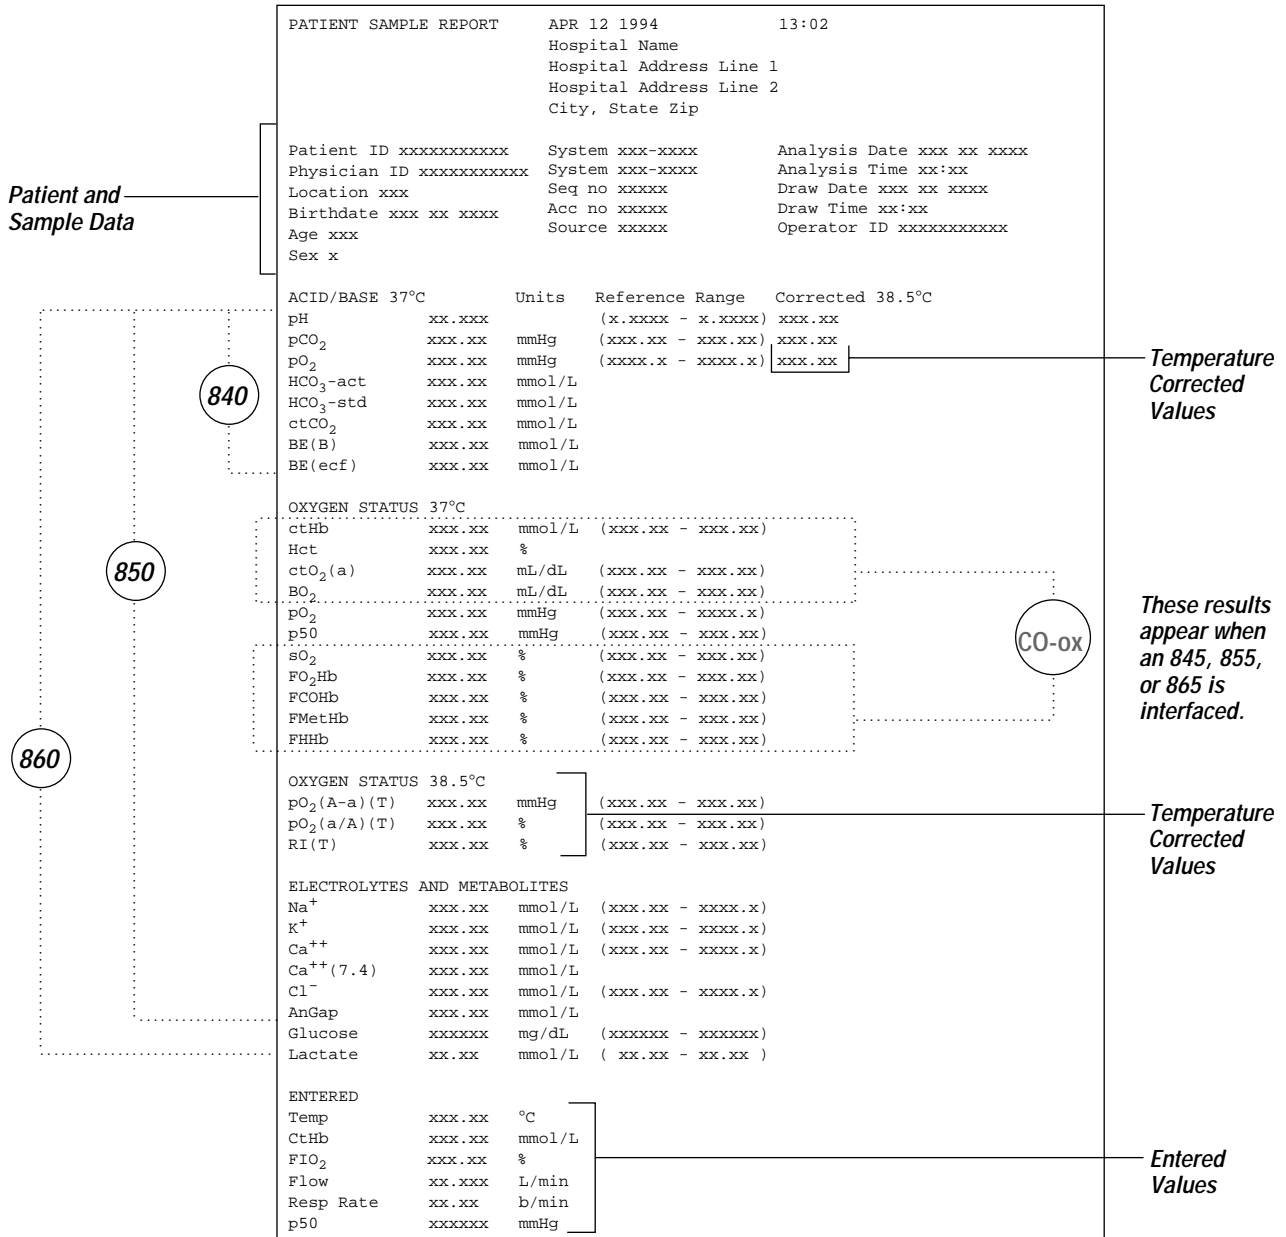 PATIENT SAMPLE REPORT APR 12 1994 13:02
Hospital Name
Hospital Address Line 1
Hospital Address Line 2
City, State Zip
Patient ID xxxxxxxxxxx System xxx-xxxx Analysis Date xxx xx xxxx
Physician ID xxxxxxxxxxx System xxx-xxxx Analysis Time xx:xx
Location xxx Seq no xxxxx Draw Date xxx xx xxxx
Birthdate xxx xx xxxx Acc no xxxxx Draw Time xx:xx
Age xxx Source xxxxx Operator ID xxxxxxxxxxx
Sex x
Patient and
Sample Data
ACID/BASE 37°C Units Reference Range Corrected 38.5°C
pH xx.xxx (x.xxxx - x.xxxx) xxx.xx
pCO₂ xxx.xx mmHg (xxx.xx - xxx.xx) xxx.xx
pO₂ xxx.xx mmHg (xxxx.x - xxxx.x) xxx.xx
HCO₃-act xxx.xx mmol/L
HCO₃-std xxx.xx mmol/L
ctCO₂ xxx.xx mmol/L
BE(B) xxx.xx mmol/L
BE(ecf) xxx.xx mmol/L
Temperature
Corrected
Values
840
OXYGEN STATUS 37°C
ctHb xxx.xx mmol/L (xxx.xx - xxx.xx)
Hct xxx.xx %
ctO₂(a) xxx.xx mL/dL (xxx.xx - xxx.xx)
BO₂ xxx.xx mL/dL (xxx.xx - xxx.xx)
pO₂ xxx.xx mmHg (xxx.xx - xxxx.x)
p50 xxx.xx mmHg (xxx.xx - xxx.xx)
sO₂ xxx.xx % (xxx.xx - xxx.xx)
FO₂Hb xxx.xx % (xxx.xx - xxx.xx)
FCOHb xxx.xx % (xxx.xx - xxx.xx)
FMetHb xxx.xx % (xxx.xx - xxx.xx)
FHHb xxx.xx % (xxx.xx - xxx.xx)
850
CO-ox
These results
appear when
an 845, 855,
or 865 is
interfaced.
860
OXYGEN STATUS 38.5°C
pO₂(A-a)(T) xxx.xx mmHg (xxx.xx - xxx.xx)
pO₂(a/A)(T) xxx.xx % (xxx.xx - xxx.xx)
RI(T) xxx.xx % (xxx.xx - xxx.xx)
Temperature
Corrected
Values
ELECTROLYTES AND METABOLITES
Na⁺ xxx.xx mmol/L (xxx.xx - xxxx.x)
K⁺ xxx.xx mmol/L (xxx.xx - xxxx.x)
Ca⁺⁺ xxx.xx mmol/L (xxx.xx - xxxx.x)
Ca⁺⁺(7.4) xxx.xx mmol/L
Cl⁻ xxx.xx mmol/L (xxx.xx - xxxx.x)
AnGap xxx.xx mmol/L
Glucose xxxxxx mg/dL (xxxxxx - xxxxxx)
Lactate xx.xx mmol/L ( xx.xx - xx.xx )
ENTERED
Temp xxx.xx °C
CtHb xxx.xx mmol/L
FIO₂ xxx.xx %
Flow xx.xxx L/min
Resp Rate xx.xx b/min
p50 xxxxxx mmHg
Entered
Values